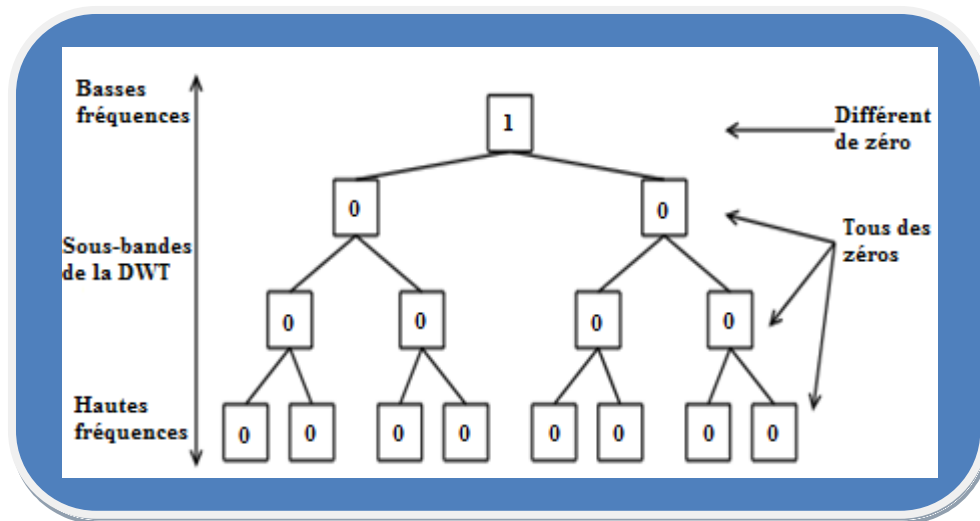 Basses
fréquences
1
Différent
de zéro
0 0
Sous-bandes
de la DWT
Tous des
zéros
0 0 0 0
Hautes
fréquences
0 0 0 0 0 0 0 0